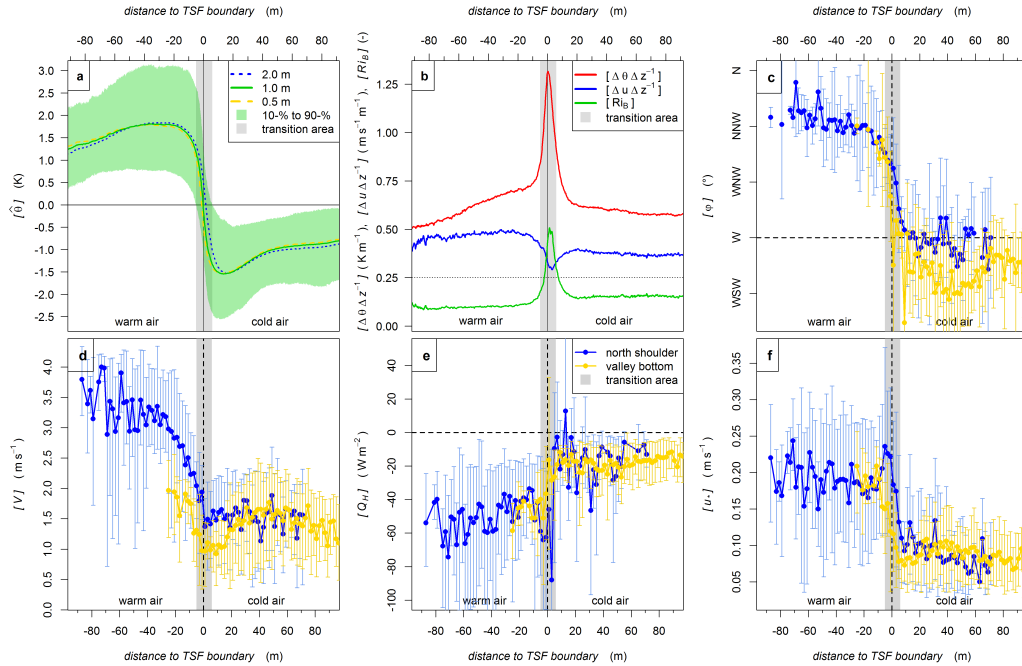 distance to TSF boundary (m)
distance to TSF boundary (m)
distance to TSF boundary (m)
-80 -60 -40 -20 0 20 40 60 80
-80 -60 -40 -20 0 20 40 60 80
-80 -60 -40 -20 0 20 40 60 80
a
2.0 m
1.0 m
0.5 m
10-% to 90-%
transition area
3.0
2.5
2.0
1.5
1.0
0.5
0.0
-0.5
-1.0
-1.5
-2.0
-2.5
[θ̂] (K)
warm air
cold air
b
[Δ θ Δ z⁻¹]
[Δ u Δ z⁻¹]
[Ri_B]
transition area
1.25
1.00
0.75
0.50
0.25
0.00
[Δ θ Δ z⁻¹] (K m⁻¹), [Δ u Δ z⁻¹] (m s⁻¹ m⁻¹), [Ri_B] (-)
warm air
cold air
c
N
NNW
WNW
W
WSW
[φ] (°)
warm air
cold air
d
4.0
3.5
3.0
2.5
2.0
1.5
1.0
0.5
0.0
[V] (m s⁻¹)
warm air
cold air
e
north shoulder
valley bottom
transition area
40
20
0
-20
-40
-60
-80
-100
[Q_H] (W m⁻²)
warm air
cold air
f
0.35
0.30
0.25
0.20
0.15
0.10
0.05
[u*] (m s⁻¹)
warm air
cold air
-80 -60 -40 -20 0 20 40 60 80
-80 -60 -40 -20 0 20 40 60 80
-80 -60 -40 -20 0 20 40 60 80
distance to TSF boundary (m)
distance to TSF boundary (m)
distance to TSF boundary (m)